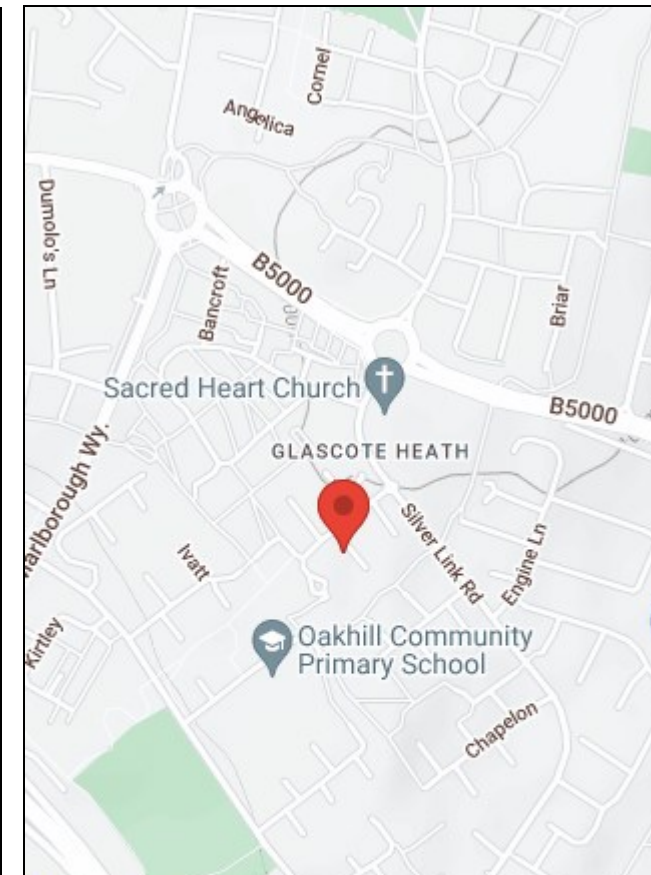 Cornel
Angelica
Dumolo's Ln
B5000
Bancroft
Briar
Sacred Heart Church
B5000
GLASCOTE HEATH
arlborough Wy.
Silver Link Rd
Engine Ln
Ivatt
Kirtley
Oakhill Community
Primary School
Chapelon